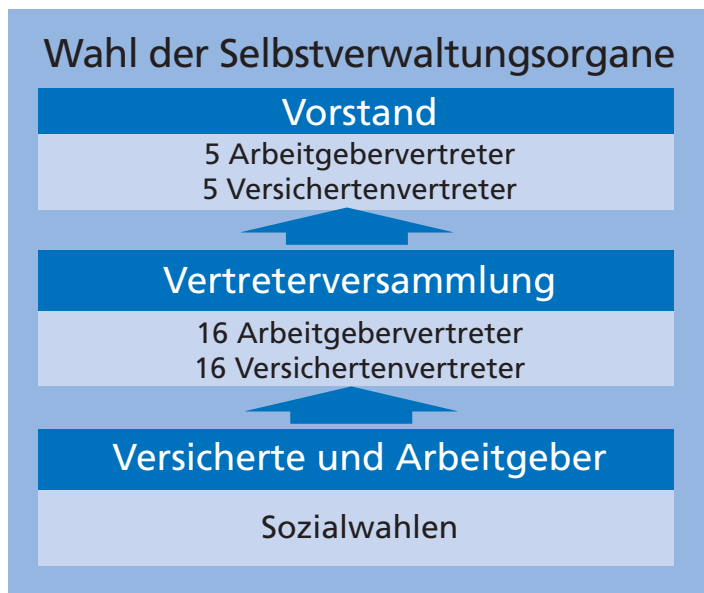 Wahl der Selbstverwaltungsorgane
Vorstand
5 Arbeitgebervertreter
5 Versichertenvertreter
Vertreterversammlung
16 Arbeitgebervertreter
16 Versichertenvertreter
Versicherte und Arbeitgeber
Sozialwahlen